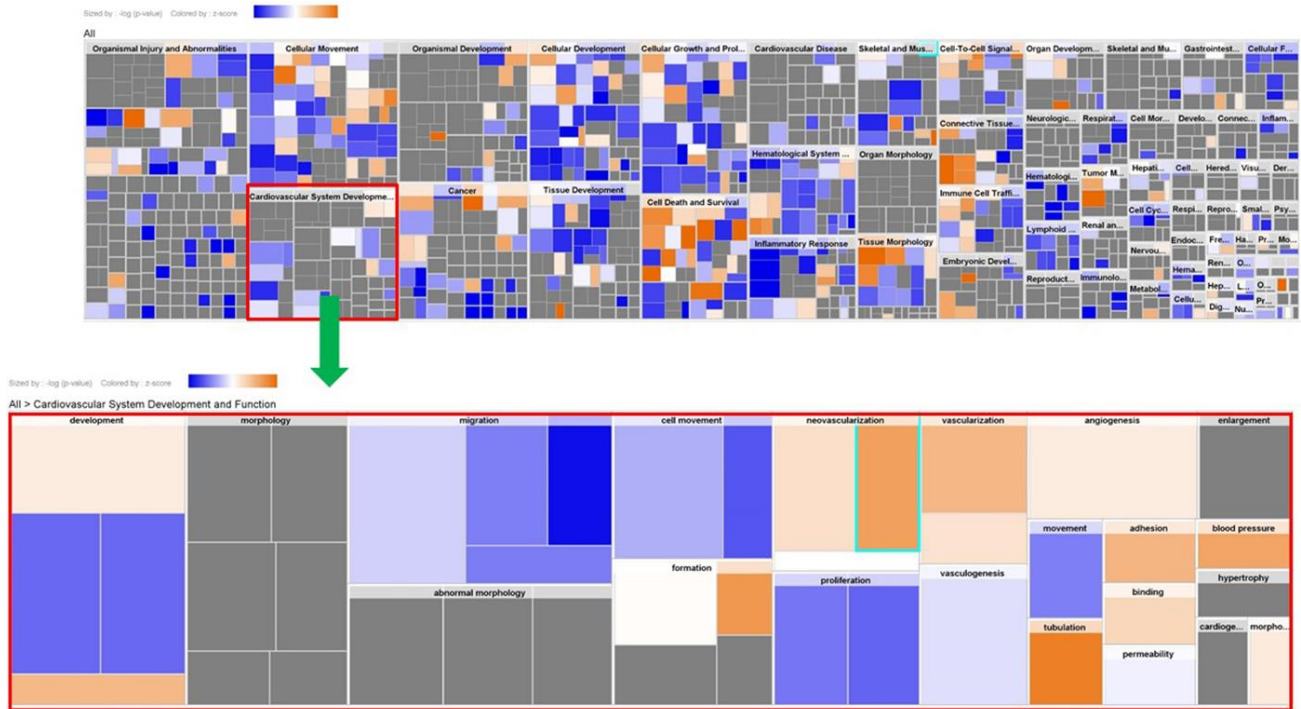 Sized by : -log (p-value) Colored by : z-score
All
Organismal Injury and Abnormalities
Cellular Movement
Organismal Development
Cellular Development
Cellular Growth and Prol...
Cardiovascular Disease
Skeletal and Mus...
Cell-To-Cell Signal...
Organ Developm...
Skeletal and Mu...
Gastrointest...
Cellular F...
Connective Tissue...
Neurologic...
Respirat...
Cell Mor...
Develo...
Connec...
Inflam...
Hematological System ...
Organ Morphology
Hematologi...
Tumor M...
Hepati...
Cell...
Hered...
Visu...
Der...
Cardiovascular System Developme...
Cancer
Tissue Development
Cell Death and Survival
Immune Cell Traffi...
Cell Cyc...
Respi...
Repro...
Smal...
Psy...
Lymphoid ...
Renal an...
Inflammatory Response
Tissue Morphology
Nervou...
Endoc...
Fre...
Ha...
Pr...
Mo...
Embryonic Devel...
Reproduct...
Immunolo...
Metabol...
Hema...
Ren...
O...
Hep...
L...
O...
Cellu...
Dig...
Nu...
Pr...
Sized by : -log (p-value) Colored by : z-score
All > Cardiovascular System Development and Function
development
morphology
migration
cell movement
neovascularization
vascularization
angiogenesis
enlargement
movement
adhesion
blood pressure
formation
proliferation
vasculogenesis
hypertrophy
abnormal morphology
binding
tubulation
cardioge...
morpho...
permeability